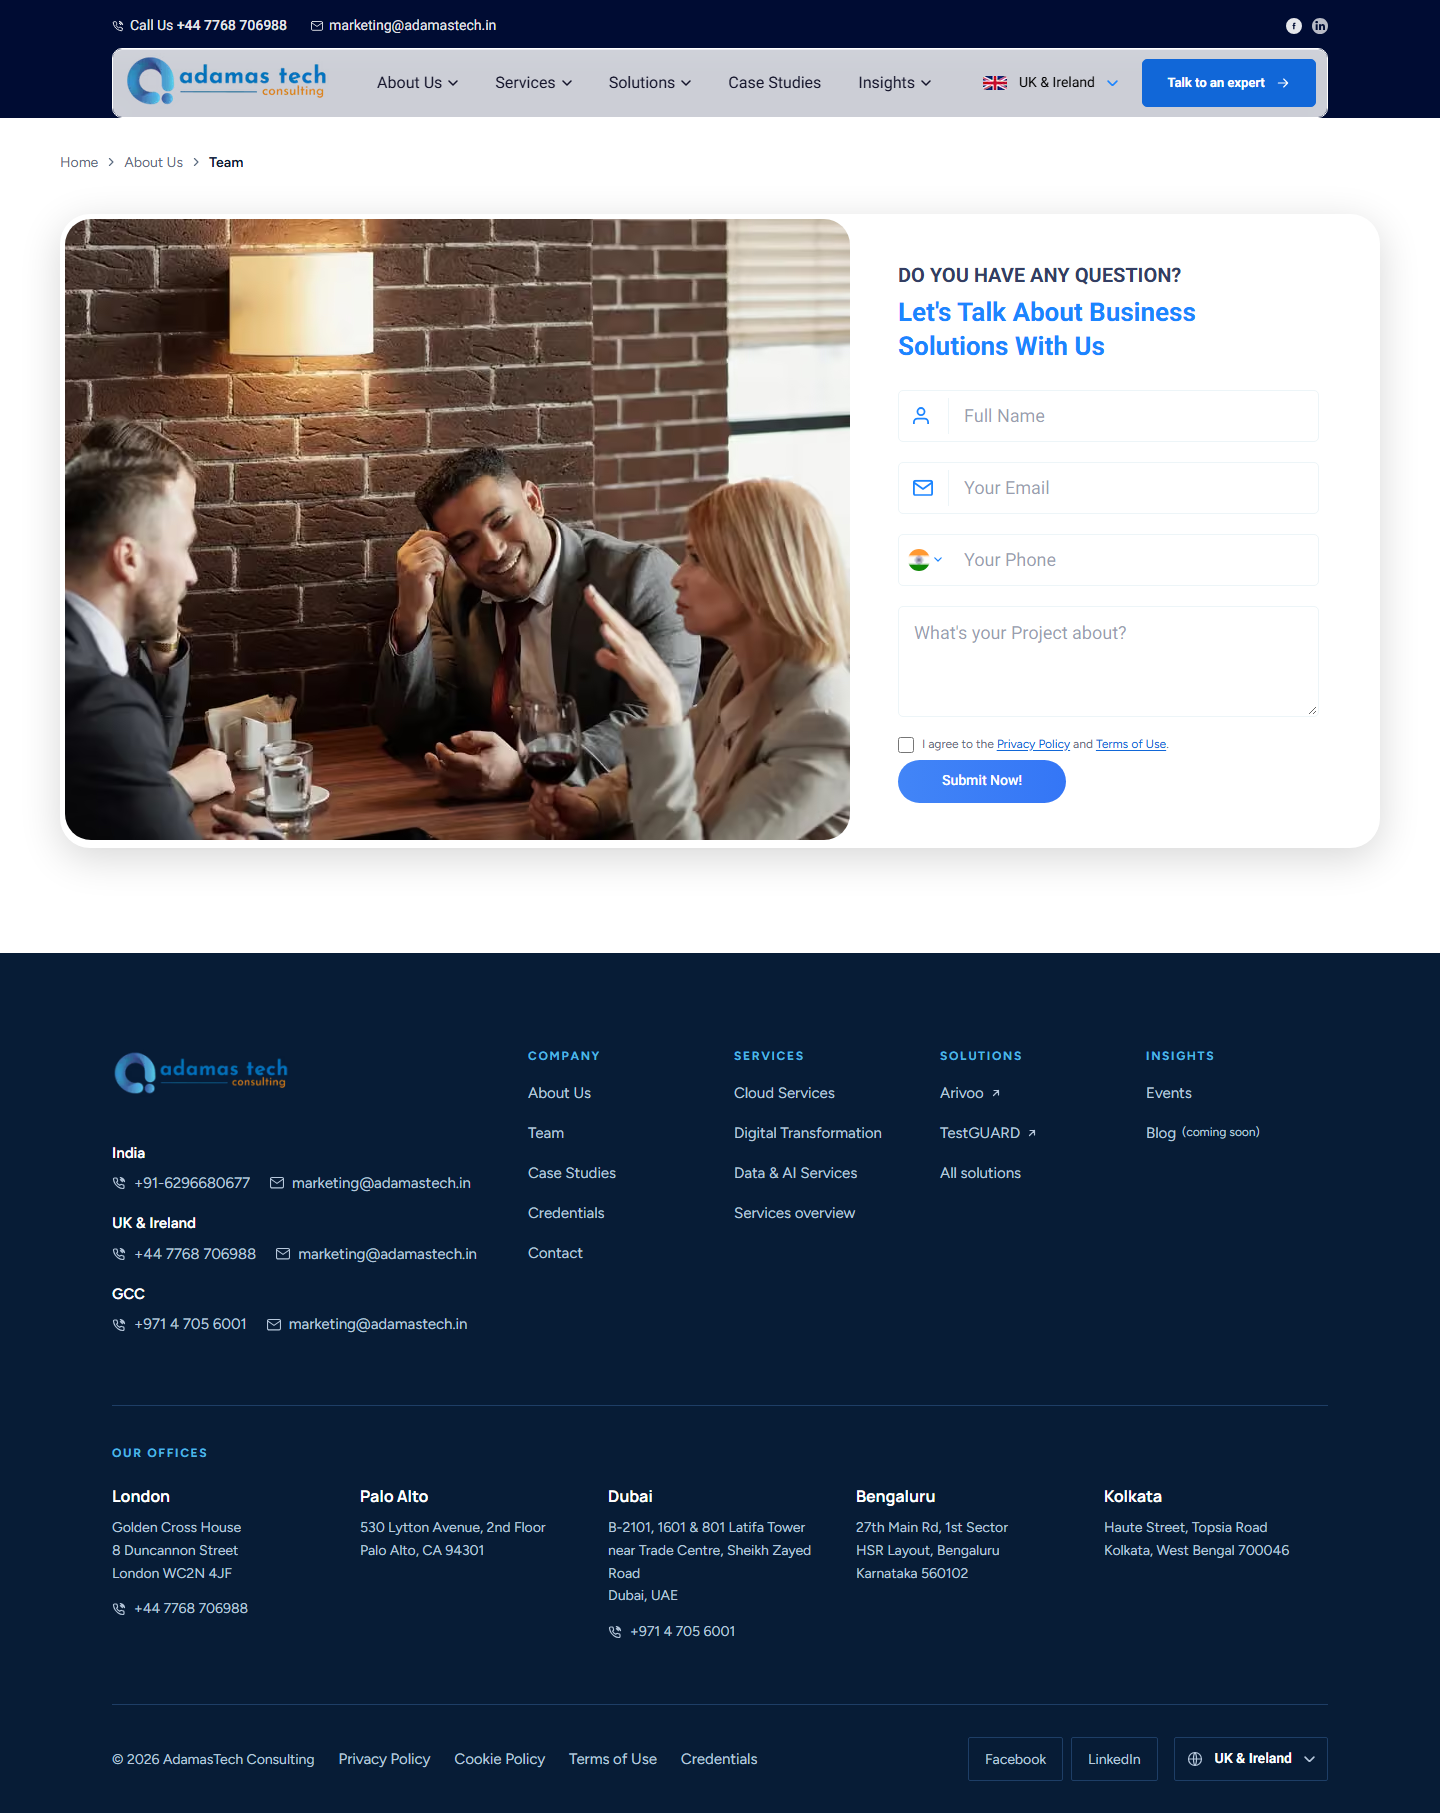 Call Us +44 7768 706988
marketing@adamastech.in
adamas tech
consulting
About Us
Services
Solutions
Case Studies
Insights
UK & Ireland
Talk to an expert
Home
About Us
Team
DO YOU HAVE ANY QUESTION?
Let's Talk About Business
Solutions With Us
Full Name
Your Email
Your Phone
What's your Project about?
I agree to the Privacy Policy and Terms of Use.
Submit Now!
adamas tech
consulting
India
+91-6296680677
marketing@adamastech.in
UK & Ireland
+44 7768 706988
marketing@adamastech.in
GCC
+971 4 705 6001
marketing@adamastech.in
COMPANY
About Us
Team
Case Studies
Credentials
Contact
SERVICES
Cloud Services
Digital Transformation
Data & AI Services
Services overview
SOLUTIONS
Arivoo
TestGUARD
All solutions
INSIGHTS
Events
Blog (coming soon)
OUR OFFICES
London
Golden Cross House
8 Duncannon Street
London WC2N 4JF
+44 7768 706988
Palo Alto
530 Lytton Avenue, 2nd Floor
Palo Alto, CA 94301
Dubai
B-2101, 1601 & 801 Latifa Tower
near Trade Centre, Sheikh Zayed
Road
Dubai, UAE
+971 4 705 6001
Bengaluru
27th Main Rd, 1st Sector
HSR Layout, Bengaluru
Karnataka 560102
Kolkata
Haute Street, Topsia Road
Kolkata, West Bengal 700046
© 2026 AdamasTech Consulting
Privacy Policy
Cookie Policy
Terms of Use
Credentials
Facebook
LinkedIn
UK & Ireland